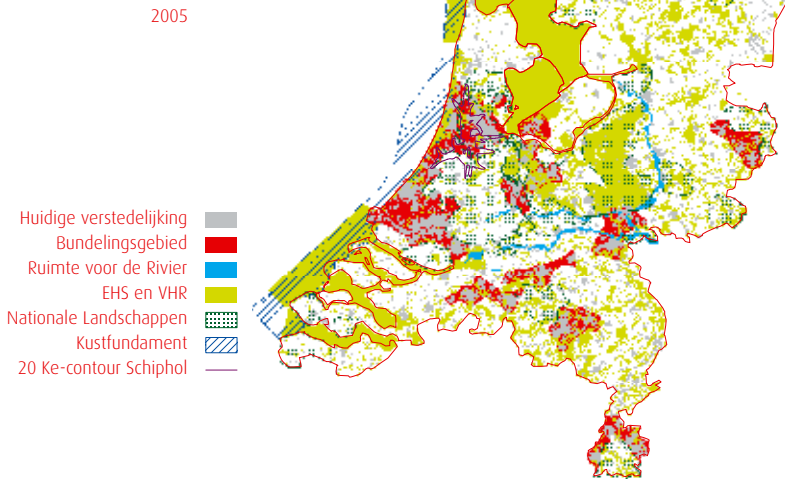 2005
Huidige verstedelijking
Bundelingsgebied
Ruimte voor de Rivier
EHS en VHR
Nationale Landschappen
Kustfundament
20 Ke-contour Schiphol